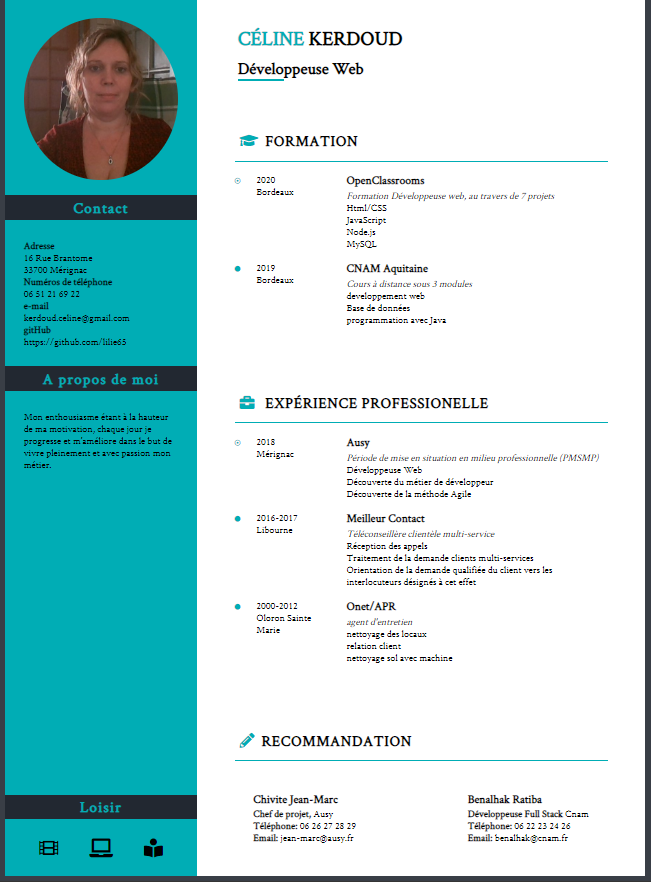 CÉLINE KERDOUD
Développeuse Web
Contact
Adresse
16 Rue Brantome
33700 Mérignac
Numéros de téléphone
06 51 21 69 22
e-mail
kerdoud.celine@gmail.com
gitHub
https://github.com/lilie65
A propos de moi
Mon enthousiasme étant à la hauteur
de ma motivation, chaque jour je
progresse et m'améliore dans le but de
vivre pleinement et avec passion mon
métier.
Loisir
FORMATION
2020
Bordeaux
OpenClassrooms
Formation Développeuse web, au travers de 7 projets
Html/CSS
JavaScript
Node.js
MySQL
2019
Bordeaux
CNAM Aquitaine
Cours à distance sous 3 modules
developpement web
Base de données
programmation avec Java
EXPÉRIENCE PROFESSIONELLE
2018
Mérignac
Ausy
Période de mise en situation en milieu professionnelle (PMSMP)
Développeuse Web
Découverte du métier de développeur
Découverte de la méthode Agile
2016-2017
Libourne
Meilleur Contact
Téléconseillère clientèle multi-service
Réception des appels
Traitement de la demande clients multi-services
Orientation de la demande qualifiée du client vers les
interlocuteurs désignés à cet effet
2000-2012
Oloron Sainte
Marie
Onet/APR
agent d'entretien
nettoyage des locaux
relation client
nettoyage sol avec machine
RECOMMANDATION
Chivite Jean-Marc
Chef de projet, Ausy
Téléphone: 06 26 27 28 29
Email: jean-marc@ausy.fr
Benalhak Ratiba
Développeuse Full Stack Cnam
Téléphone: 06 22 23 24 26
Email: benalhak@cnam.fr